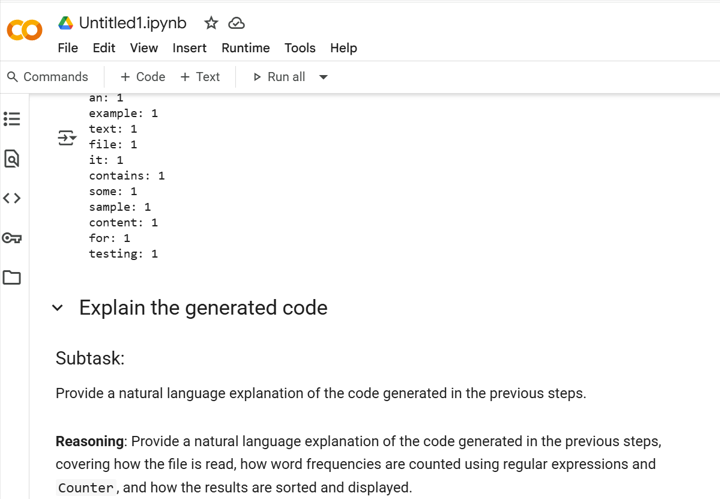 Untitled1.ipynb
File Edit View Insert Runtime Tools Help
Commands + Code + Text Run all
an: 1
example: 1
text: 1
file: 1
it: 1
contains: 1
some: 1
sample: 1
content: 1
for: 1
testing: 1
Explain the generated code
Subtask:
Provide a natural language explanation of the code generated in the previous steps.
Reasoning: Provide a natural language explanation of the code generated in the previous steps,
covering how the file is read, how word frequencies are counted using regular expressions and
Counter, and how the results are sorted and displayed.